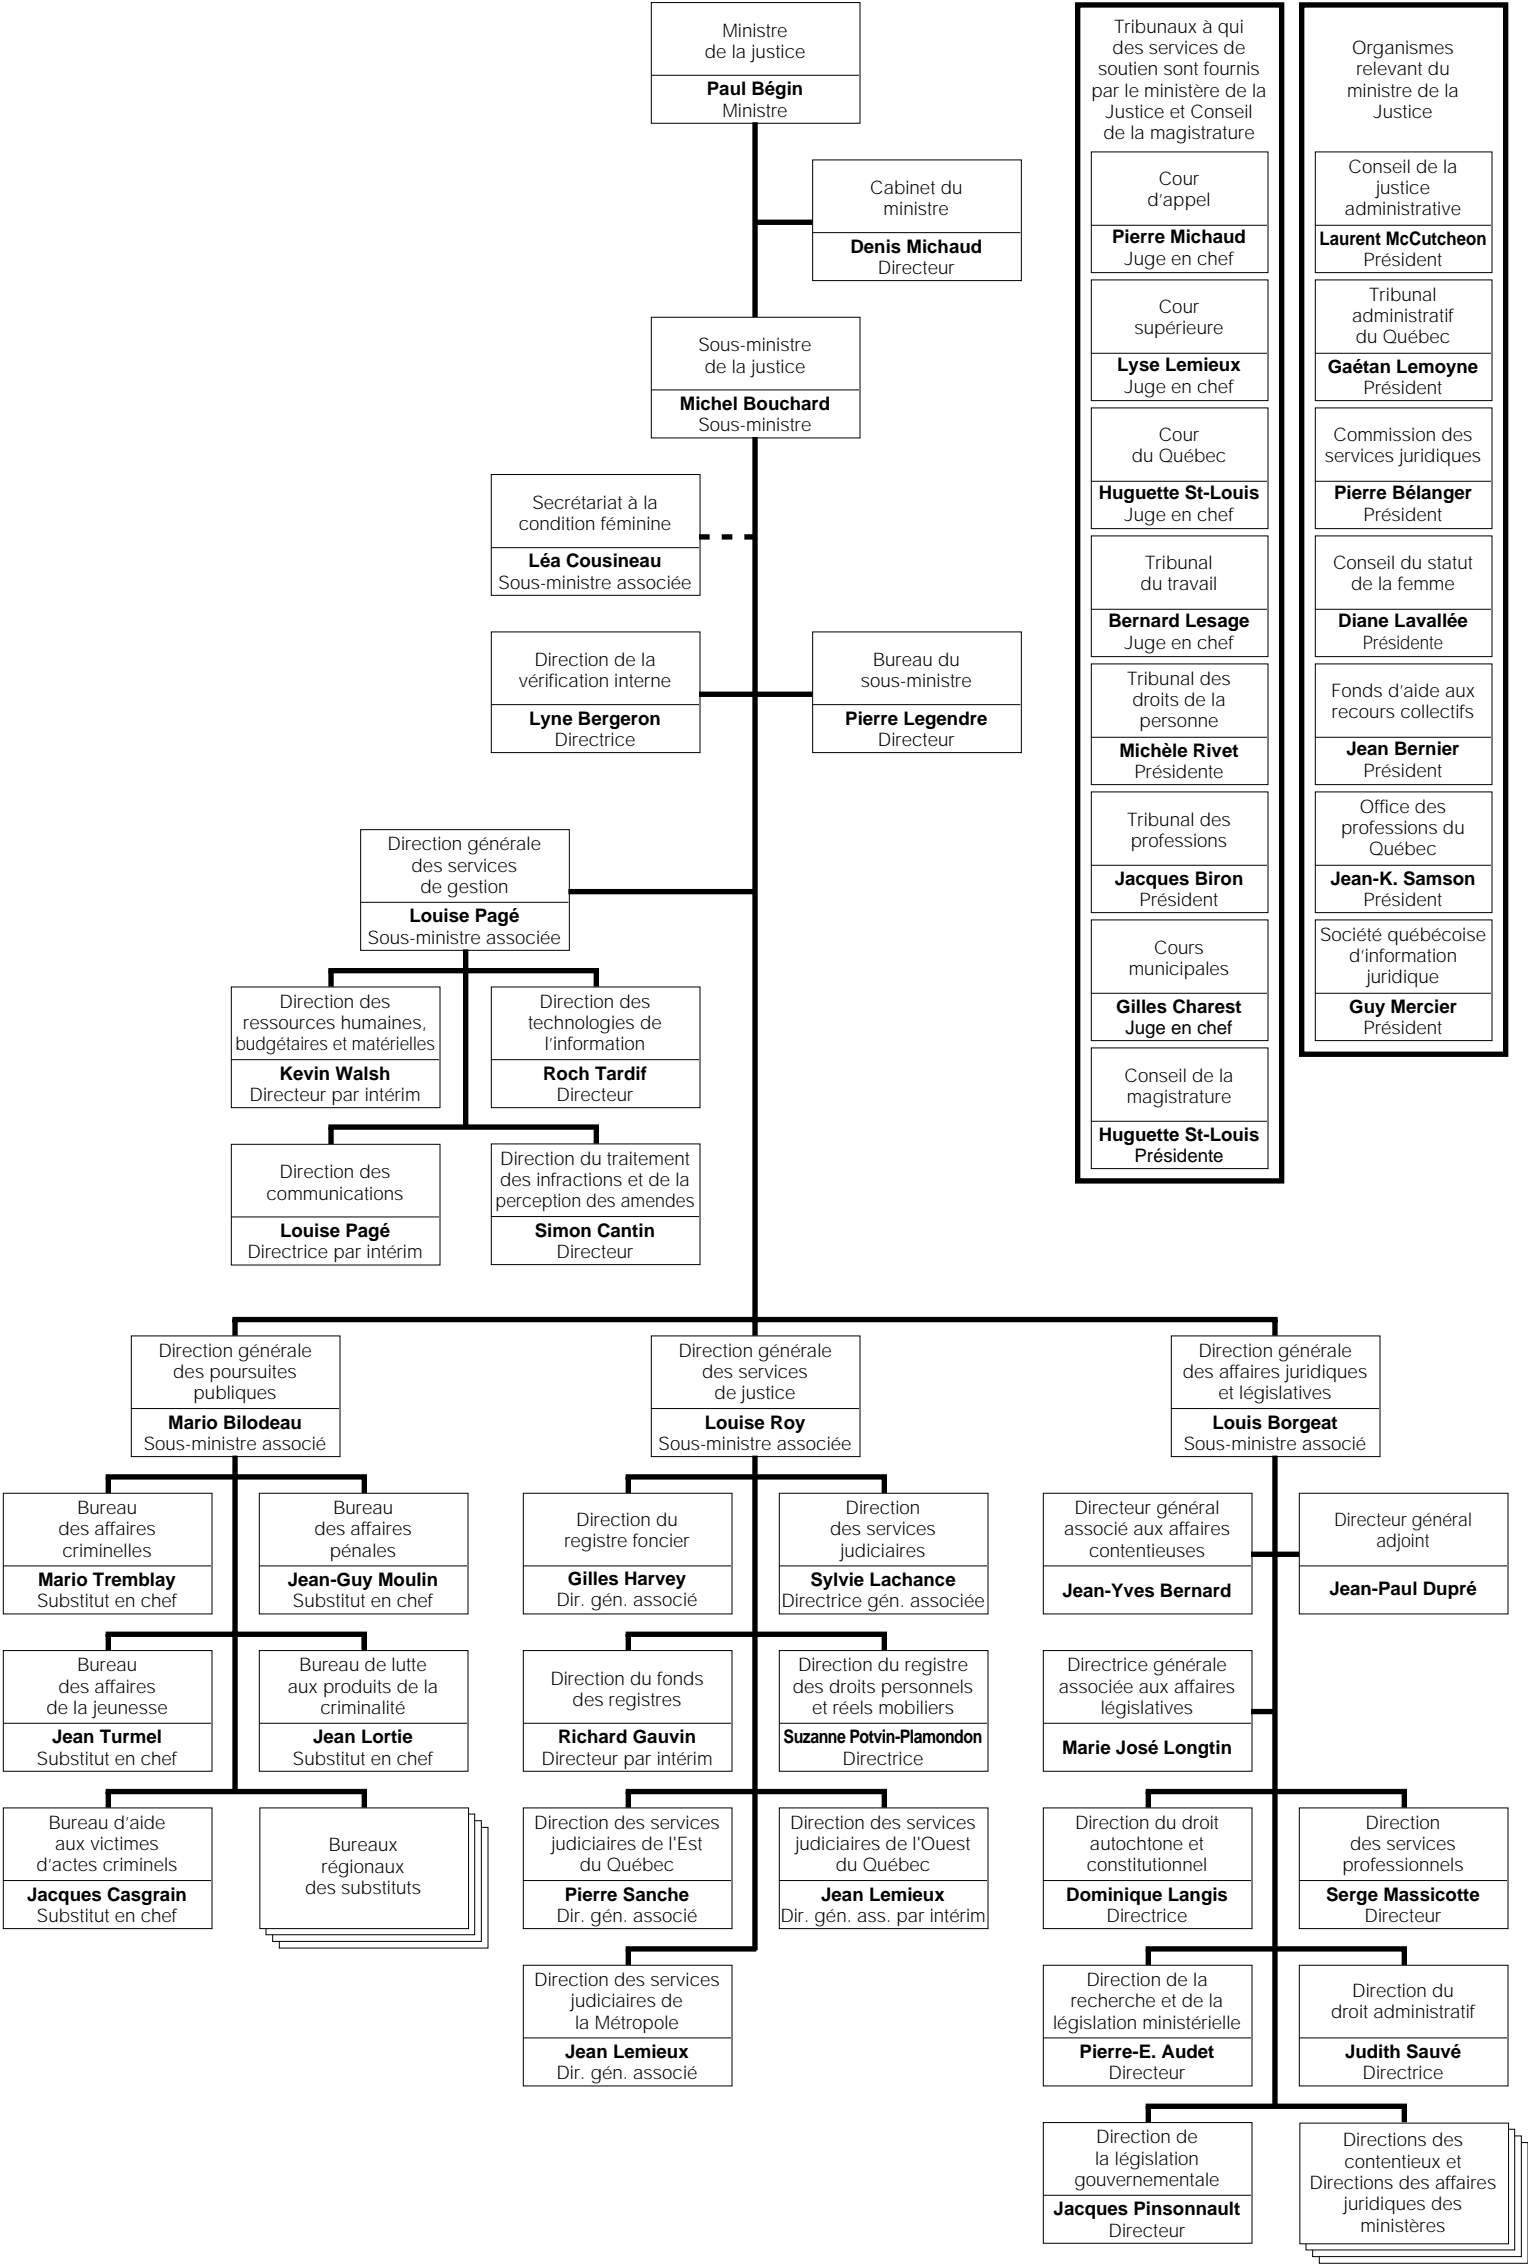 Ministre
de la justice
Paul Bégin
Ministre
Cabinet du
ministre
Denis Michaud
Directeur
Sous-ministre
de la justice
Michel Bouchard
Sous-ministre
Secrétariat à la
condition féminine
Léa Cousineau
Sous-ministre associée
Direction de la
vérification interne
Lyne Bergeron
Directrice
Bureau du
sous-ministre
Pierre Legendre
Directeur
Direction générale
des services
de gestion
Louise Pagé
Sous-ministre associée
Direction des
ressources humaines,
budgétaires et matérielles
Kevin Walsh
Directeur par intérim
Direction des
technologies de
l'information
Roch Tardif
Directeur
Direction des
communications
Louise Pagé
Directrice par intérim
Direction du traitement
des infractions et de la
perception des amendes
Simon Cantin
Directeur
Tribunaux à qui
des services de
soutien sont fournis
par le ministère de la
Justice et Conseil
de la magistrature
Cour
d'appel
Pierre Michaud
Juge en chef
Cour
supérieure
Lyse Lemieux
Juge en chef
Cour
du Québec
Huguette St-Louis
Juge en chef
Tribunal
du travail
Bernard Lesage
Juge en chef
Tribunal des
droits de la
personne
Michèle Rivet
Présidente
Tribunal des
professions
Jacques Biron
Président
Cours
municipales
Gilles Charest
Juge en chef
Conseil de la
magistrature
Huguette St-Louis
Présidente
Organismes
relevant du
ministre de la
Justice
Conseil de la
justice
administrative
Laurent McCutcheon
Président
Tribunal
administratif
du Québec
Gaétan Lemoyne
Président
Commission des
services juridiques
Pierre Bélanger
Président
Conseil du statut
de la femme
Diane Lavallée
Présidente
Fonds d'aide aux
recours collectifs
Jean Bernier
Président
Office des
professions du
Québec
Jean-K. Samson
Président
Société québécoise
d'information
juridique
Guy Mercier
Président
Direction générale
des poursuites
publiques
Mario Bilodeau
Sous-ministre associé
Bureau
des affaires
criminelles
Mario Tremblay
Substitut en chef
Bureau
des affaires
pénales
Jean-Guy Moulin
Substitut en chef
Bureau
des affaires
de la jeunesse
Jean Turmel
Substitut en chef
Bureau de lutte
aux produits de la
criminalité
Jean Lortie
Substitut en chef
Bureau d'aide
aux victimes
d'actes criminels
Jacques Casgrain
Substitut en chef
Bureaux
régionaux
des substituts
Direction générale
des services
de justice
Louise Roy
Sous-ministre associée
Direction du
registre foncier
Gilles Harvey
Dir. gén. associé
Direction
des services
judiciaires
Sylvie Lachance
Directrice gén. associée
Direction du fonds
des registres
Richard Gauvin
Directeur par intérim
Direction du registre
des droits personnels
et réels mobiliers
Suzanne Potvin-Plamondon
Directrice
Direction des services
judiciaires de l'Est
du Québec
Pierre Sanche
Dir. gén. associé
Direction des services
judiciaires de l'Ouest
du Québec
Jean Lemieux
Dir. gén. ass. par intérim
Direction des services
judiciaires de
la Métropole
Jean Lemieux
Dir. gén. associé
Direction générale
des affaires juridiques
et législatives
Louis Borgeat
Sous-ministre associé
Directeur général
associé aux affaires
contentieuses
Jean-Yves Bernard
Directeur général
adjoint
Jean-Paul Dupré
Directrice générale
associée aux affaires
législatives
Marie José Longtin
Direction du droit
autochtone et
constitutionnel
Dominique Langis
Directrice
Direction
des services
professionnels
Serge Massicotte
Directeur
Direction de la
recherche et de la
législation ministérielle
Pierre-E. Audet
Directeur
Direction du
droit administratif
Judith Sauvé
Directrice
Direction de
la législation
gouvernementale
Jacques Pinsonnault
Directeur
Directions des
contentieux et
Directions des affaires
juridiques des
ministères